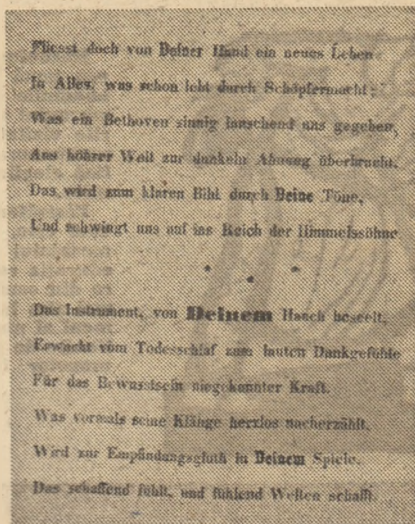 Fliesst doch von Deiner Hand ein neues Leben
In Alles, was schon lebt durch Schöpfermacht;
Was ein Bethoven sinnig lauschend uns gegeben,
Aus höhrer Welt zur dunkeln Ahnung überbracht,
Das wird zum klaren Bild durch Deine Töne,
Und schwingt uns auf ins Reich der Himmelssöhne
* * *
Das Instrument, von Deinem Hauch beseelt,
Erwacht vom Todesschlaf zum lauten Dankgefühle
Für das Bewusstsein niegekannter Kraft.
Was vormals seine Klänge herzlos nacherzählt,
Wird zur Empfindungsgluth in Deinem Spiele,
Das schaffend fühlt, und fühlend Welten schafft.